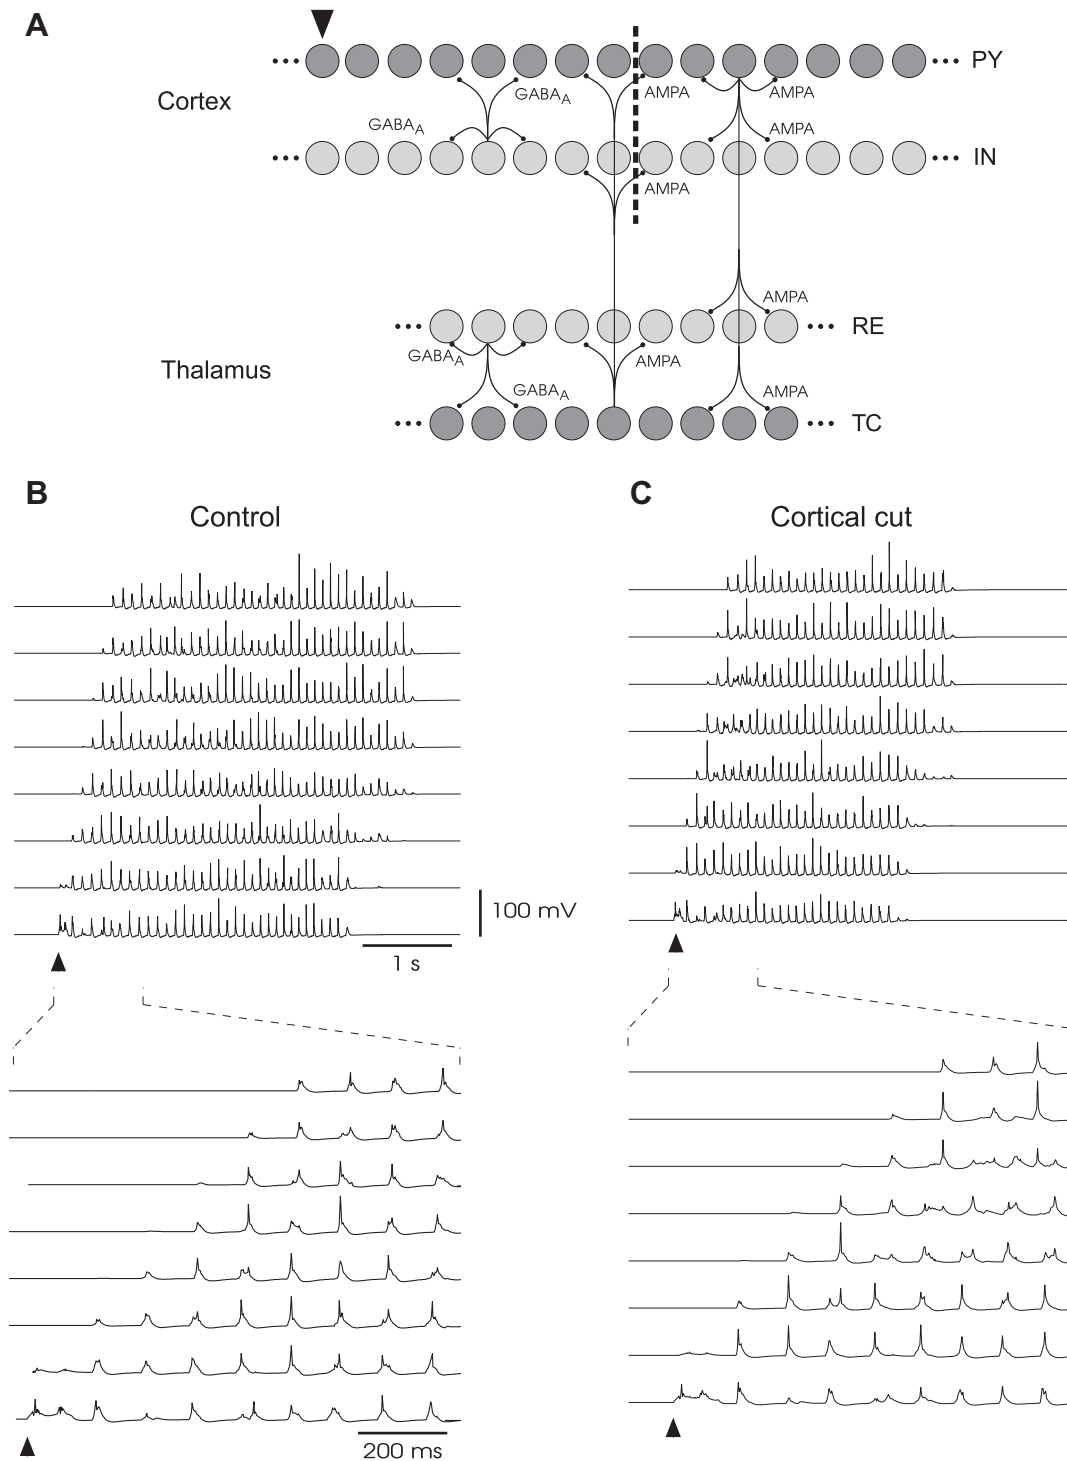 A
PY
Cortex
GABAA
AMPA
AMPA
GABAA
AMPA
IN
AMPA
AMPA
RE
GABAA
AMPA
Thalamus
GABAA
AMPA
TC
B
C
Control
Cortical cut
100 mV
1 s
200 ms